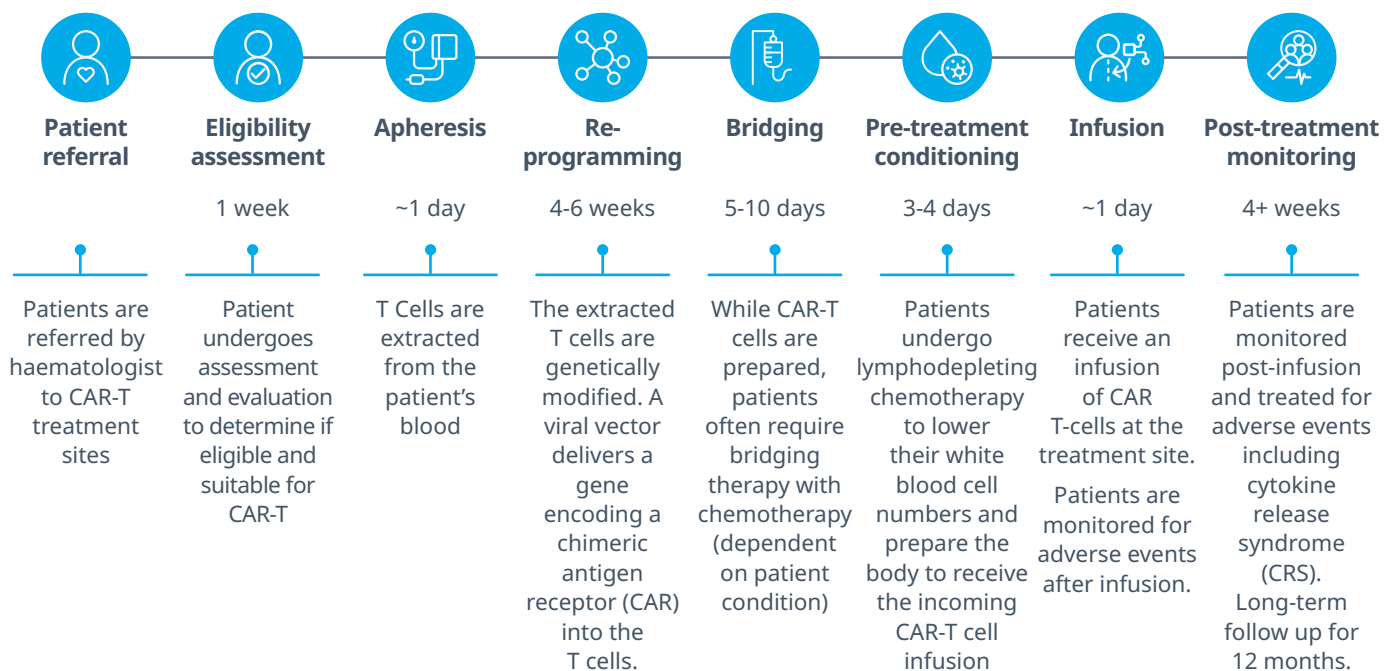 Patient
referral
Patients are
referred by
haematologist
to CAR-T
treatment
sites
Eligibility
assessment
1 week
Patient
undergoes
assessment
and evaluation
to determine if
eligible and
suitable for
CAR-T
Apheresis
~1 day
T Cells are
extracted
from the
patient’s
blood
Re-
programming
4-6 weeks
The extracted
T cells are
genetically
modified. A
viral vector
delivers a
gene
encoding a
chimeric
antigen
receptor (CAR)
into the
T cells.
Bridging
5-10 days
While CAR-T
cells are
prepared,
patients
often require
bridging
therapy with
chemotherapy
(dependent
on patient
condition)
Pre-treatment
conditioning
3-4 days
Patients
undergo
lymphodepleting
chemotherapy
to lower
their white
blood cell
numbers and
prepare the
body to receive
the incoming
CAR-T cell
infusion
Infusion
~1 day
Patients
receive an
infusion
of CAR
T-cells at the
treatment site.
Patients are
monitored for
adverse events
after infusion.
Post-treatment
monitoring
4+ weeks
Patients are
monitored
post-infusion
and treated for
adverse events
including
cytokine
release
syndrome
(CRS).
Long-term
follow up for
12 months.